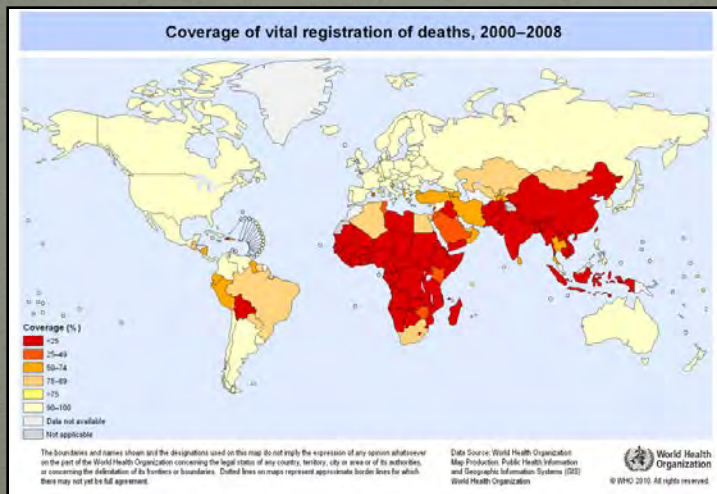 Coverage of vital registration of deaths, 2000–2008
Coverage (%)
<25
25–49
50–74
75–89
>75
90–100
Data not available
Not applicable
The boundaries and names shown and the designations used on this map do not imply the expression of any opinion whatsoever
on the part of the World Health Organization concerning the legal status of any country, territory, city or area or of its authorities,
or concerning the delimitation of its frontiers or boundaries. Dotted lines on maps represent approximate border lines for which
there may not yet be full agreement.
Data Source: World Health Organization
Map Production: Public Health Information
and Geographic Information Systems (GIS)
World Health Organization
World Health
Organization
© WHO 2010. All rights reserved.